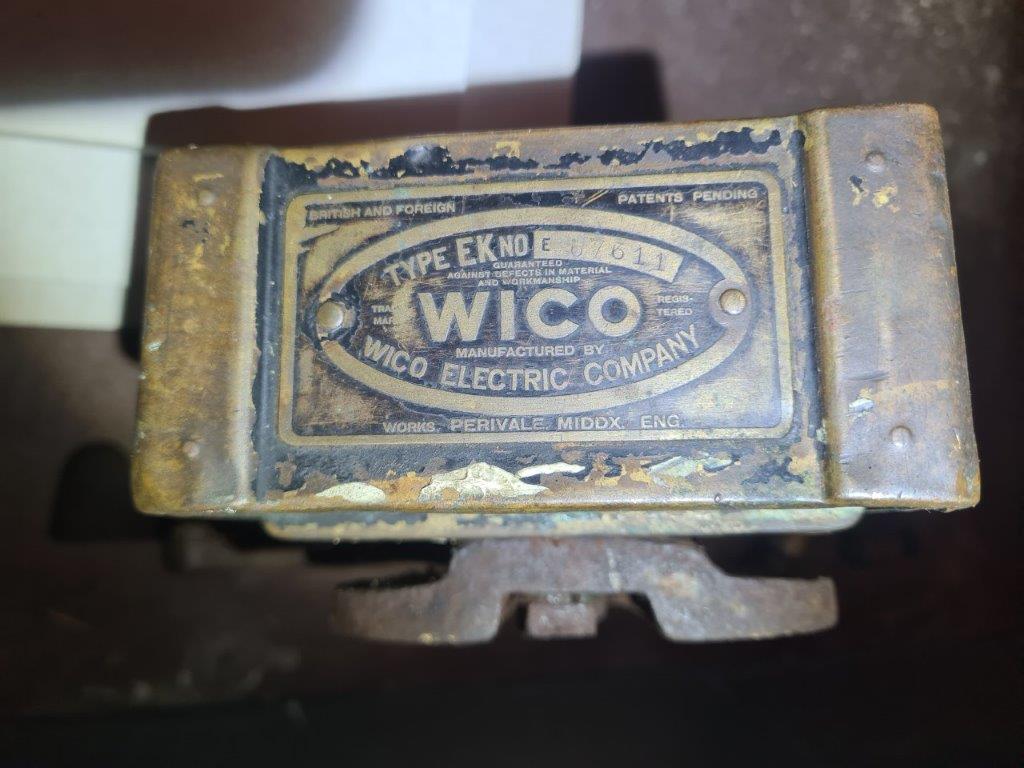 BRITISH AND FOREIGN PATENTS PENDING
TYPE EK NO E 87611
GUARANTEED
AGAINST DEFECTS IN MATERIAL
AND WORKMANSHIP
WICO
REGIS-
TERED
MANUFACTURED BY
WICO ELECTRIC COMPANY
WORKS, PERIVALE, MIDDX, ENG.